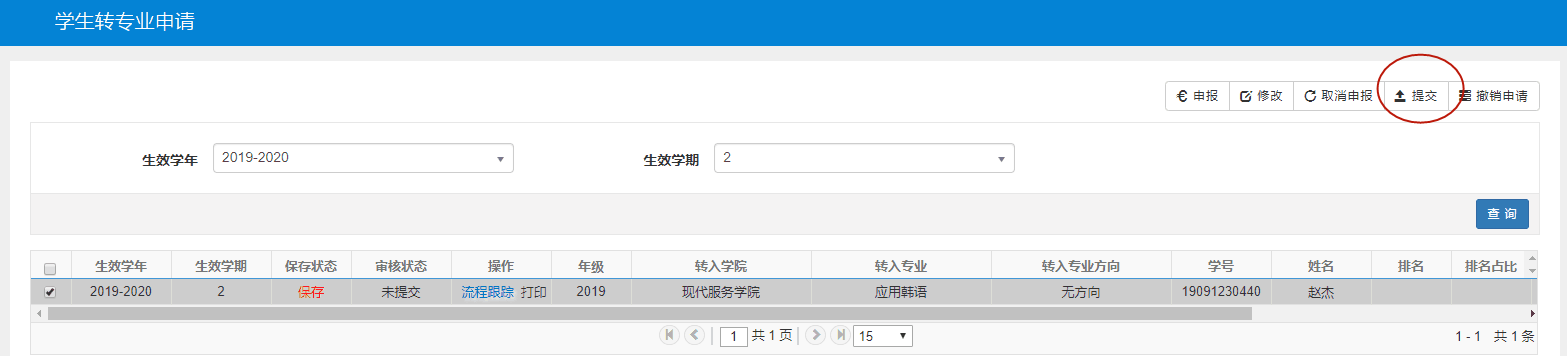 学生转专业申请
申报 修改 取消申报 提交 撤销申请
生效学年 2019-2020 生效学期 2
查 询
生效学年 生效学期 保存状态 审核状态 操作 年级 转入学院 转入专业 转入专业方向 学号 姓名 排名 排名占比
2019-2020 2 保存 未提交 流程跟踪 打印 2019 现代服务学院 应用韩语 无方向 19091230440 赵杰
1 共 1 页 15 1 - 1 共 1 条